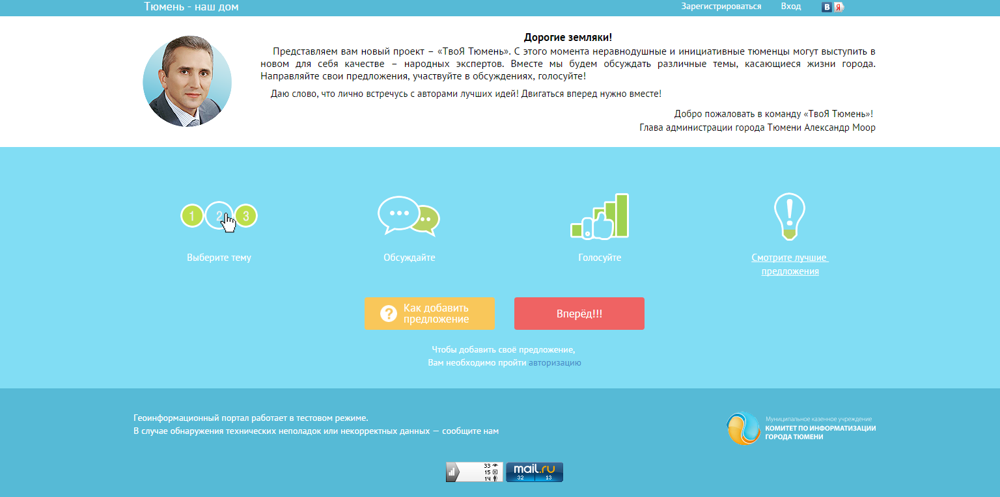 Тюмень - наш дом
Зарегистрироваться Вход В Я
Дорогие земляки!
Представляем вам новый проект – «ТвоЯ Тюмень». С этого момента неравнодушные и инициативные тюменцы могут выступить в
новом для себя качестве – народных экспертов. Вместе мы будем обсуждать различные темы, касающиеся жизни города.
Направляйте свои предложения, участвуйте в обсуждениях, голосуйте!
Даю слово, что лично встречусь с авторами лучших идей! Двигаться вперед нужно вместе!
Добро пожаловать в команду «ТвоЯ Тюмень»!
Глава администрации города Тюмени Александр Моор
1 2 3
Выберите тему
Обсуждайте
Голосуйте
Смотрите лучшие
предложения
? Как добавить
предложение
Вперёд!!!
Чтобы добавить своё предложение,
Вам необходимо пройти авторизацию
Геоинформационный портал работает в тестовом режиме.
В случае обнаружения технических неполадок или некорректных данных — сообщите нам
Муниципальное казенное учреждение
КОМИТЕТ ПО ИНФОРМАТИЗАЦИИ
ГОРОДА ТЮМЕНИ
33
15
14
mail.ru
32 13